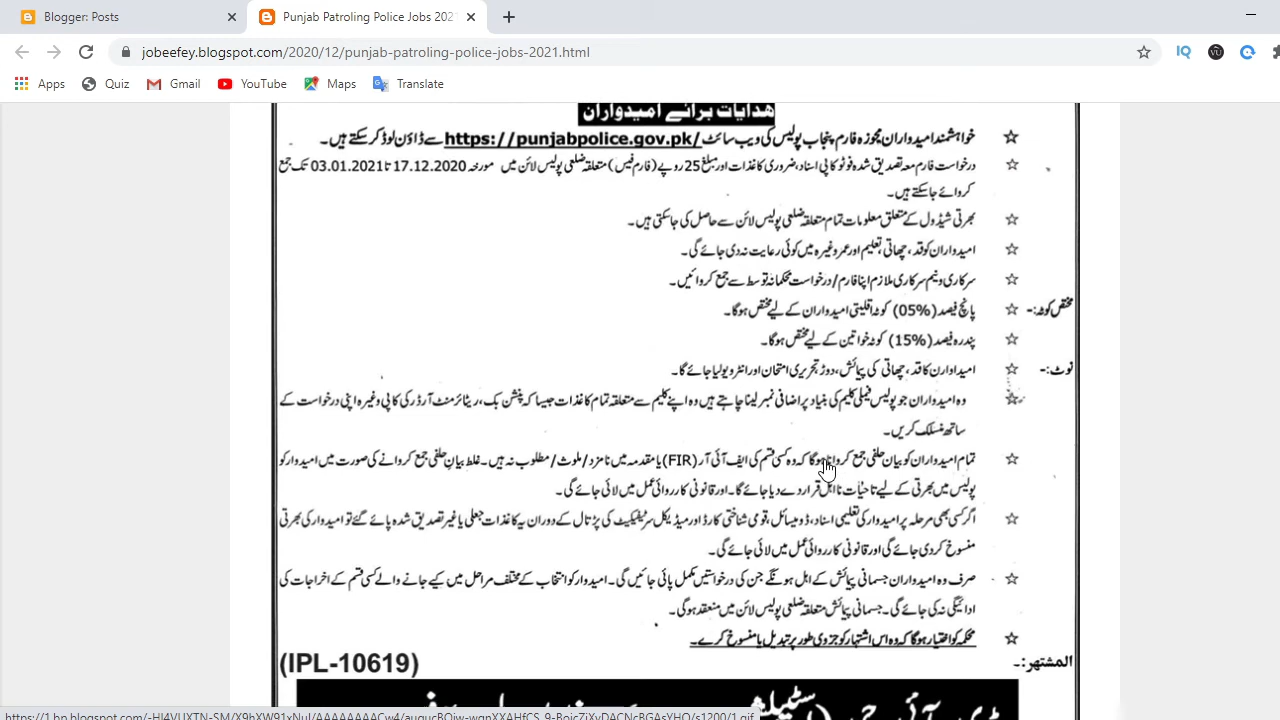 Blogger: Posts
Punjab Patroling Police Jobs 202
jobeefey.blogspot.com/2020/12/punjab-patroling-police-jobs-2021.html
IQ
VU
Apps
Quiz
Gmail
YouTube
Maps
Translate
هدایات برائے امیدواران
☆ خواہشمند امیدواران مجوزہ فارم پنجاب پولیس کی ویب سائٹ https://punjabpolice.gov.pk/ سے ڈاؤن لوڈ کر سکتے ہیں۔
☆ درخواست فارم معہ تصدیق شدہ فوٹو کاپی اسناد، ضروری کاغذات اور مبلغ 25 روپے (فارم فیس) متعلقہ ضلعی پولیس لائن میں مورخہ 17.12.2020 تا 03.01.2021 تک جمع
کروائے جا سکتے ہیں۔
☆ بھرتی شیڈول کے متعلق معلومات تمام متعلقہ ضلعی پولیس لائن سے حاصل کی جا سکتی ہیں۔
☆ امیدواران کو قد، چھاتی، تعلیم اور عمر وغیرہ میں کوئی رعایت نہ دی جائے گی۔
☆ سرکاری و نیم سرکاری ملازم اپنا فارم/درخواست محکمانہ توسط سے جمع کروائیں۔
مختص کوٹہ:- ☆ پانچ فیصد (05%) کوٹہ اقلیتی امیدواران کے لیے مختص ہوگا۔
☆ پندرہ فیصد (15%) کوٹہ خواتین کے لیے مختص ہوگا۔
نوٹ:- ☆ امیداوارن کا قد، چھاتی کی پیمائش، دوڑ تحریری امتحان اور انٹرویو لیا جائے گا۔
☆ وہ امیدواران جو پولیس فیملی کلیم کی بنیاد پر اضافی نمبر لینا چاہتے ہیں وہ اپنے کلیم سے متعلقہ تمام کاغذات جیسا کہ پنشن بک، ریٹائرمنٹ آرڈر کی کاپی وغیرہ اپنی درخواست کے
ساتھ منسلک کریں۔
☆ تمام امیدواران کو بیان حلفی جمع کروانا ہوگا کہ وہ کسی قسم کی ایف آئی آر (FIR) یا مقدمہ میں نامزد/ملوث/مطلوب نہ ہیں۔ غلط بیان حلفی جمع کروانے کی صورت میں امیدوار کو
پولیس میں بھرتی کے لیے تاحیات نااہل قرار دے دیا جائے گا۔ اور قانونی کارروائی عمل میں لائی جائے گی۔
☆ اگر کسی بھی مرحلہ پر امیدوار کی تعلیمی اسناد، ڈومیسائل، قومی شناختی کارڈ اور میڈیکل سرٹیفکیٹ کی پڑتال کے دوران یہ کاغذات جعلی یا غیر تصدیق شدہ پائے گئے تو امیدوار کی بھرتی
منسوخ کر دی جائے گی اور قانونی کارروائی عمل میں لائی جائے گی۔
☆ صرف وہ امیدواران جسمانی پیمائش کے اہل ہونگے جن کی درخواستیں مکمل پائی جائیں گی۔ امیدوار کو انتخاب کے مختلف مراحل میں کیے جانے والے کسی قسم کے اخراجات کی
ادائیگی نہ کی جائے گی۔ جسمانی پیمائش متعلقہ ضلعی پولیس لائن میں منعقد ہوگی۔
☆ محکمہ کو اختیار ہوگا کہ وہ اس اشتہار کو جزوی طور پر تبدیل یا منسوخ کرے۔
المشتہر:۔
(IPL-10619)